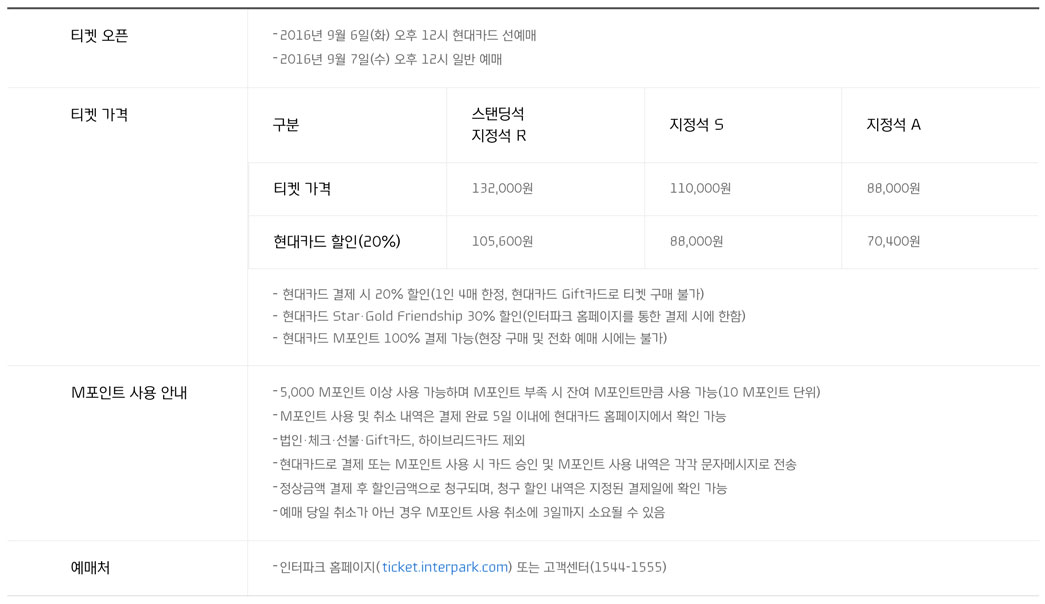 티켓 오픈
-2016년 9월 6일(화) 오후 12시 현대카드 선예매
-2016년 9월 7일(수) 오후 12시 일반 예매
티켓 가격
구분
스탠딩석
지정석 R
지정석 S
지정석 A
티켓 가격
132,000원
110,000원
88,000원
현대카드 할인(20%)
105,600원
88,000원
70,400원
- 현대카드 결제 시 20% 할인(1인 4매 한정, 현대카드 Gift카드로 티켓 구매 불가)
- 현대카드 Star·Gold Friendship 30% 할인(인터파크 홈페이지를 통한 결제 시에 한함)
- 현대카드 M포인트 100% 결제 가능(현장 구매 및 전화 예매 시에는 불가)
M포인트 사용 안내
-5,000 M포인트 이상 사용 가능하며 M포인트 부족 시 잔여 M포인트만큼 사용 가능(10 M포인트 단위)
-M포인트 사용 및 취소 내역은 결제 완료 5일 이내에 현대카드 홈페이지에서 확인 가능
-법인·체크·선불·Gift카드, 하이브리드카드 제외
-현대카드로 결제 또는 M포인트 사용 시 카드 승인 및 M포인트 사용 내역은 각각 문자메시지로 전송
-정상금액 결제 후 할인금액으로 청구되며, 청구 할인 내역은 지정된 결제일에 확인 가능
-예매 당일 취소가 아닌 경우 M포인트 사용 취소에 3일까지 소요될 수 있음
예매처
-인터파크 홈페이지(ticket.interpark.com) 또는 고객센터(1544-1555)